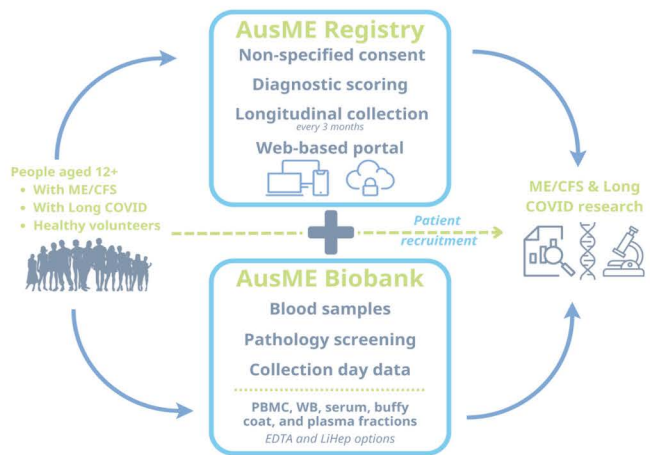 AusME Registry
Non-specified consent
Diagnostic scoring
Longitudinal collection
every 3 months
Web-based portal
People aged 12+
• With ME/CFS
• With Long COVID
• Healthy volunteers
Patient
recruitment
ME/CFS & Long
COVID research
AusME Biobank
Blood samples
Pathology screening
Collection day data
PBMC, WB, serum, buffy
coat, and plasma fractions
EDTA and LiHep options